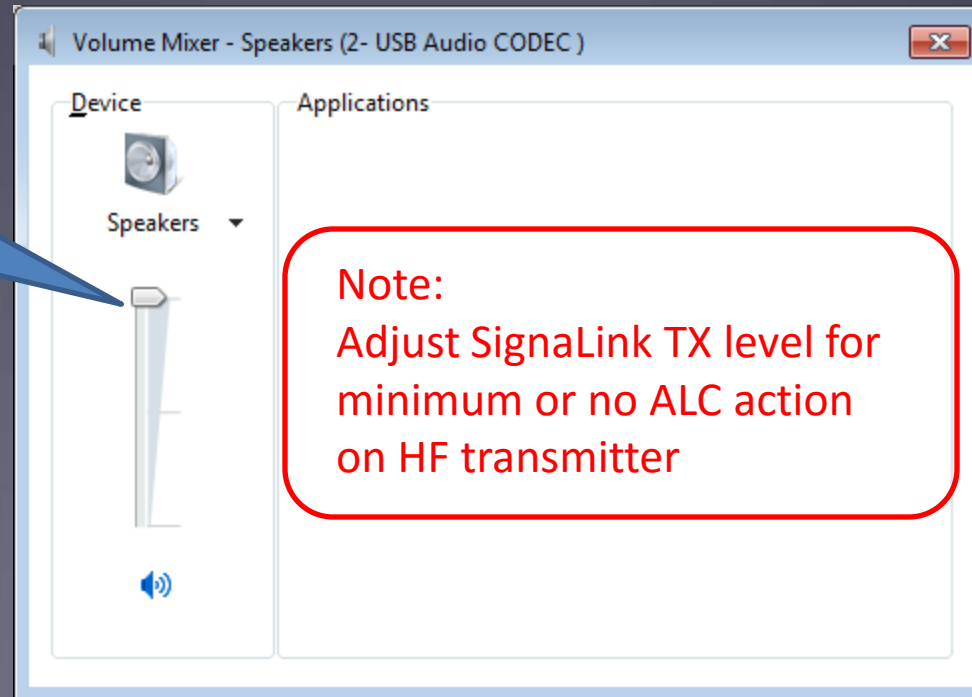 Volume Mixer - Speakers (2- USB Audio CODEC )
Device
Applications
Speakers
Note:
Adjust SignaLink TX level for
minimum or no ALC action
on HF transmitter